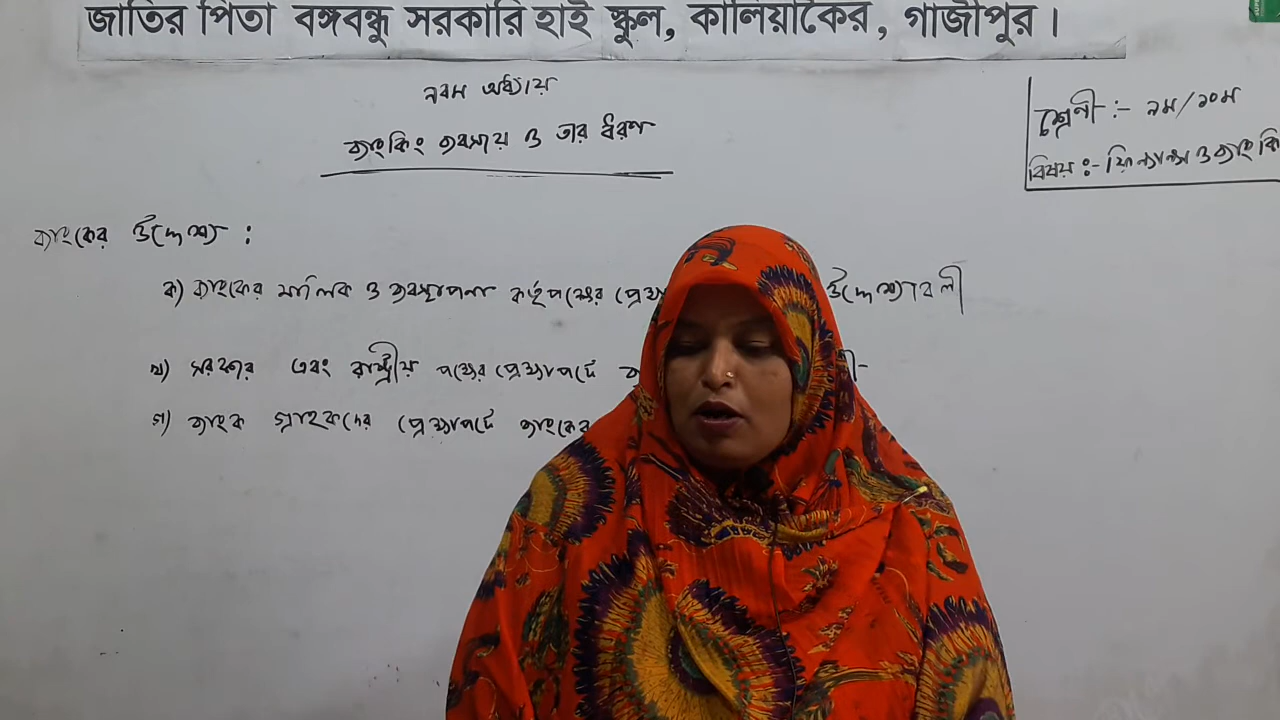 জাতির পিতা বঙ্গবন্ধু সরকারি হাই স্কুল, কালিয়াকৈর, গাজীপুর।
নবম অধ্যায়
ব্যাংকিং ব্যবসায় ও তার ধরণ
শ্রেণী :- ৯ম/১০ম
বিষয় :- ফিন্যান্স ও ব্যাংকি
ব্যাংকের উদ্দেশ্য :
ক) ব্যাংকের মালিক ও ব্যবস্থাপনা কর্তৃপক্ষের উদ্দেশ্যাবলী
খ) সরকার এবং রাষ্ট্রীয় পক্ষের প্রেক্ষাপটে
গ) ব্যাংক গ্রাহকদের প্রেক্ষাপটে ব্যাংকের